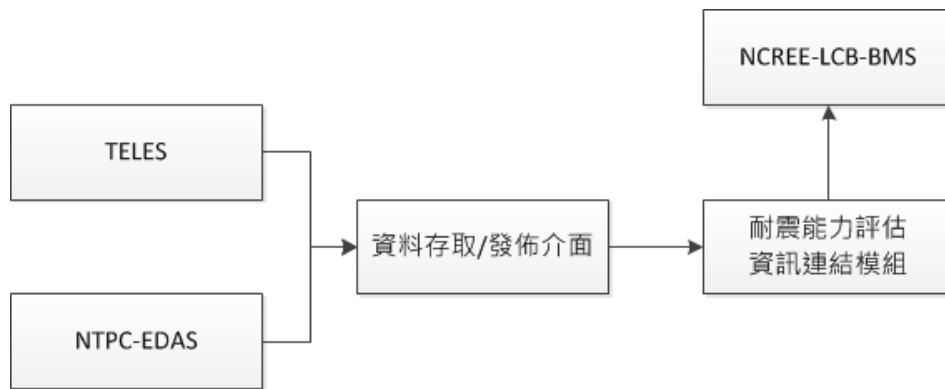 NCREE-LCB-BMS
TELES
資料存取/發佈介面
耐震能力評估
資訊連結模組
NTPC-EDAS